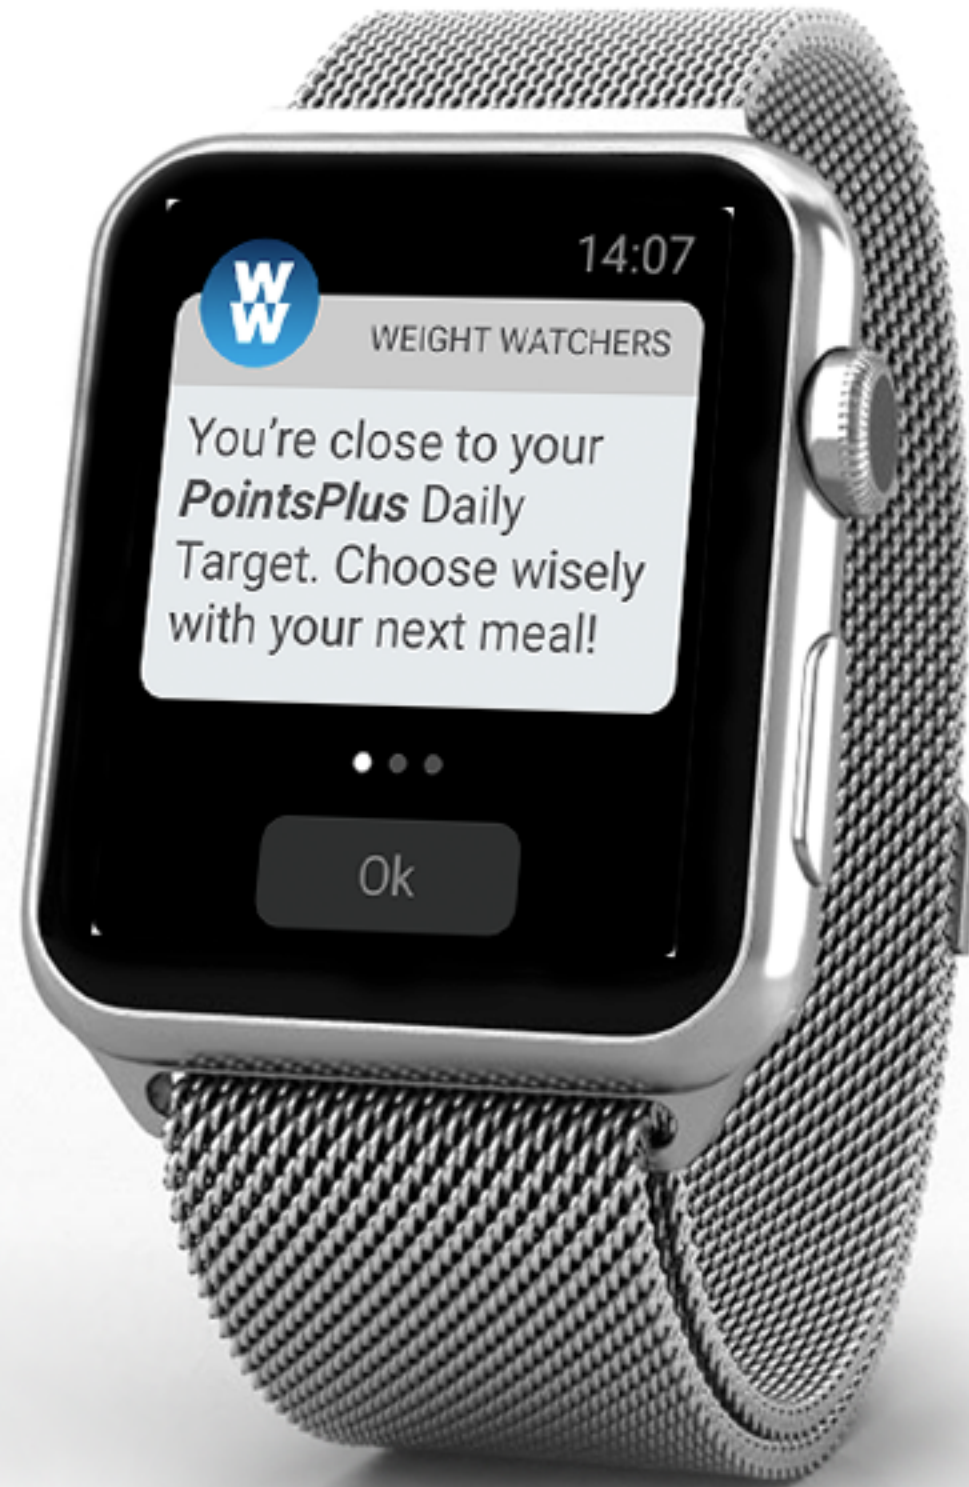 14:07
W
W
WEIGHT WATCHERS
You're close to your
PointsPlus Daily
Target. Choose wisely
with your next meal!
Ok